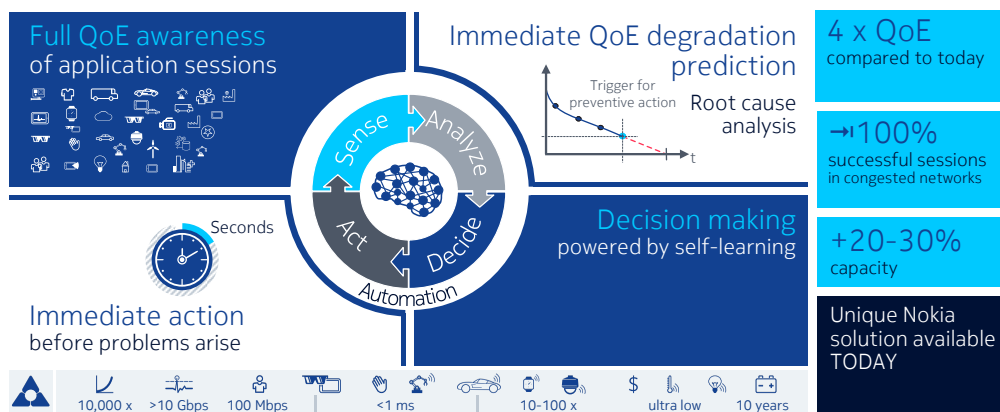 Full QoE awareness
of application sessions
Immediate QoE degradation
prediction
Trigger for
preventive action
Root cause
analysis
t
Sense
Analyze
Decide
Act
Automation
Seconds
Immediate action
before problems arise
Decision making
powered by self-learning
4 x QoE
compared to today
100%
successful sessions
in congested networks
+20-30%
capacity
Unique Nokia
solution available
TODAY
10,000 x
>10 Gbps
100 Mbps
<1 ms
10-100 x
$
ultra low
10 years